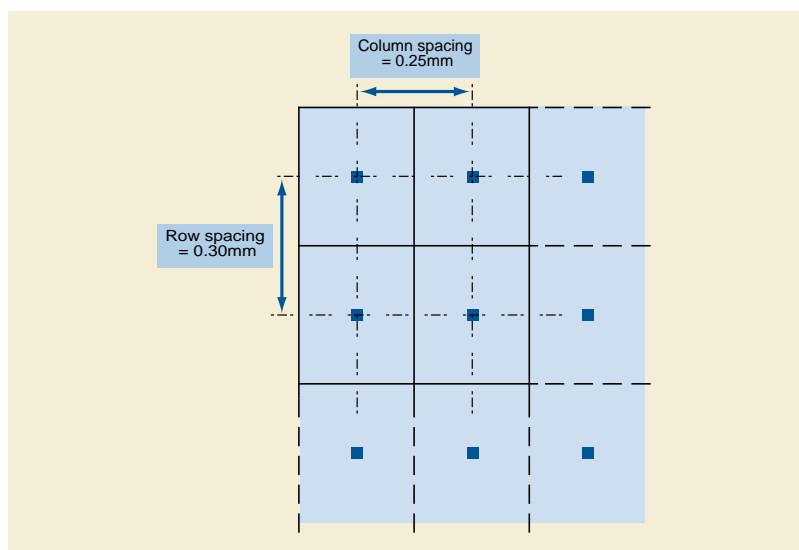 Column spacing
= 0.25mm
Row spacing
= 0.30mm